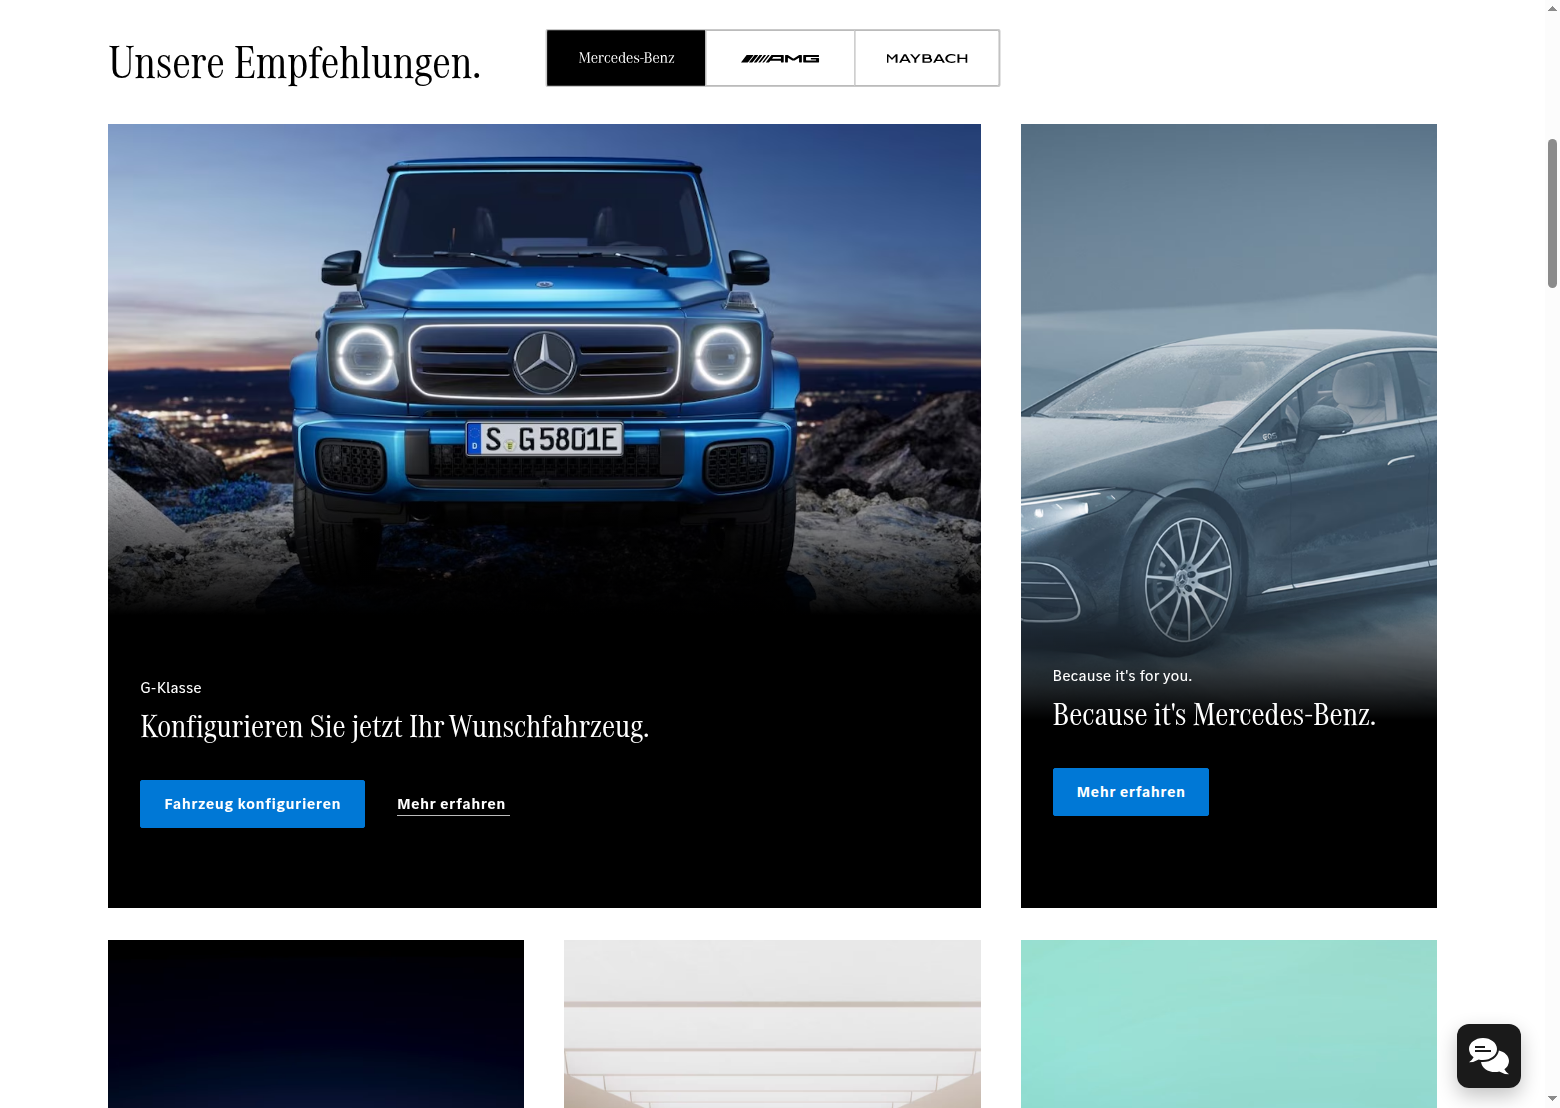 Unsere Empfehlungen.
Mercedes-Benz
AMG
MAYBACH
S G 5801E
D
EQS
G-Klasse
Konfigurieren Sie jetzt Ihr Wunschfahrzeug.
Fahrzeug konfigurieren
Mehr erfahren
Because it's for you.
Because it's Mercedes-Benz.
Mehr erfahren